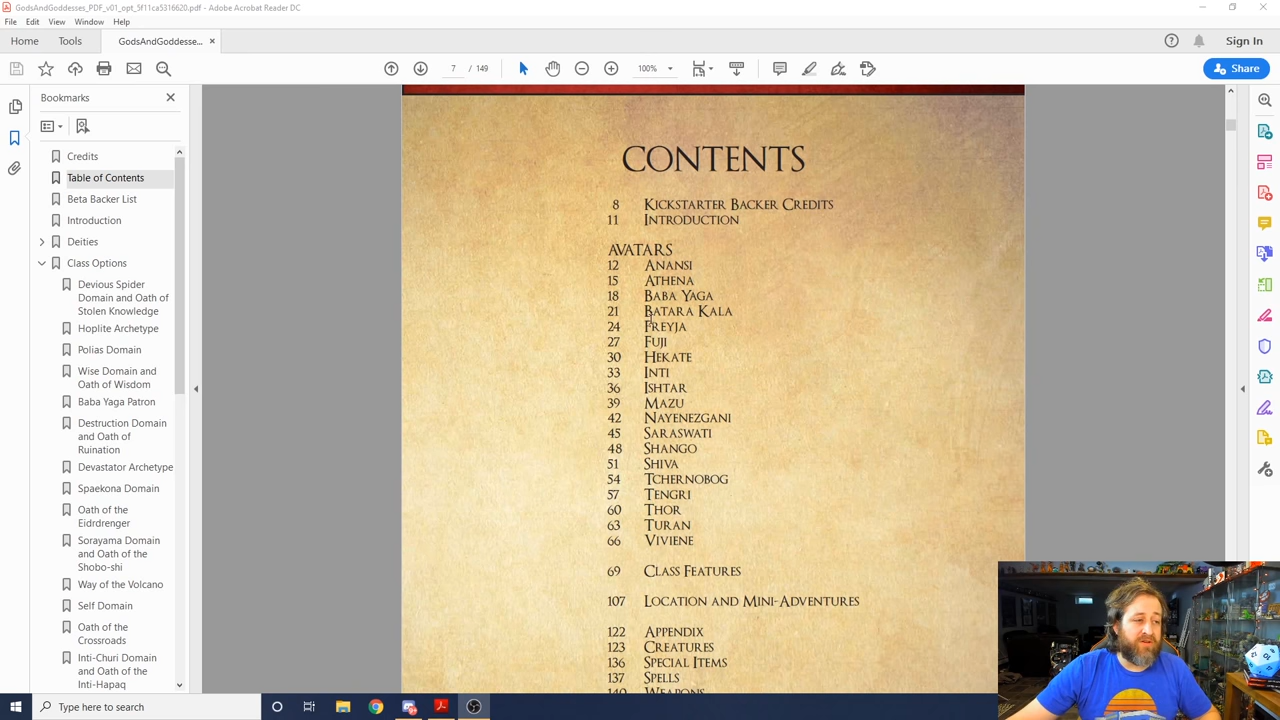 GodsAndGoddesses_PDF_v01_opt_5f11ca5316620.pdf - Adobe Acrobat Reader DC
File Edit View Window Help
Home Tools GodsAndGoddesse... × Sign In
7 / 149 100% Share
Bookmarks
Credits
Table of Contents
Beta Backer List
Introduction
Deities
Class Options
Devious Spider
Domain and Oath of
Stolen Knowledge
Hoplite Archetype
Polias Domain
Wise Domain and
Oath of Wisdom
Baba Yaga Patron
Destruction Domain
and Oath of
Ruination
Devastator Archetype
Spaekona Domain
Oath of the
Eidrdrenger
Sorayama Domain
and Oath of the
Shobo-shi
Way of the Volcano
Self Domain
Oath of the
Crossroads
Inti-Churi Domain
and Oath of the
Inti-Hapaq
CONTENTS
8 Kickstarter Backer Credits
11 Introduction
AVATARS
12 Anansi
15 Athena
18 Baba Yaga
21 Batara Kala
24 Freyja
27 Fuji
30 Hekate
33 Inti
36 Ishtar
39 Mazu
42 Nayenezgani
45 Saraswati
48 Shango
51 Shiva
54 Tchernobog
57 Tengri
60 Thor
63 Turan
66 Viviene
69 Class Features
107 Location and Mini-Adventures
122 Appendix
123 Creatures
136 Special Items
137 Spells
140 Weapons
Type here to search